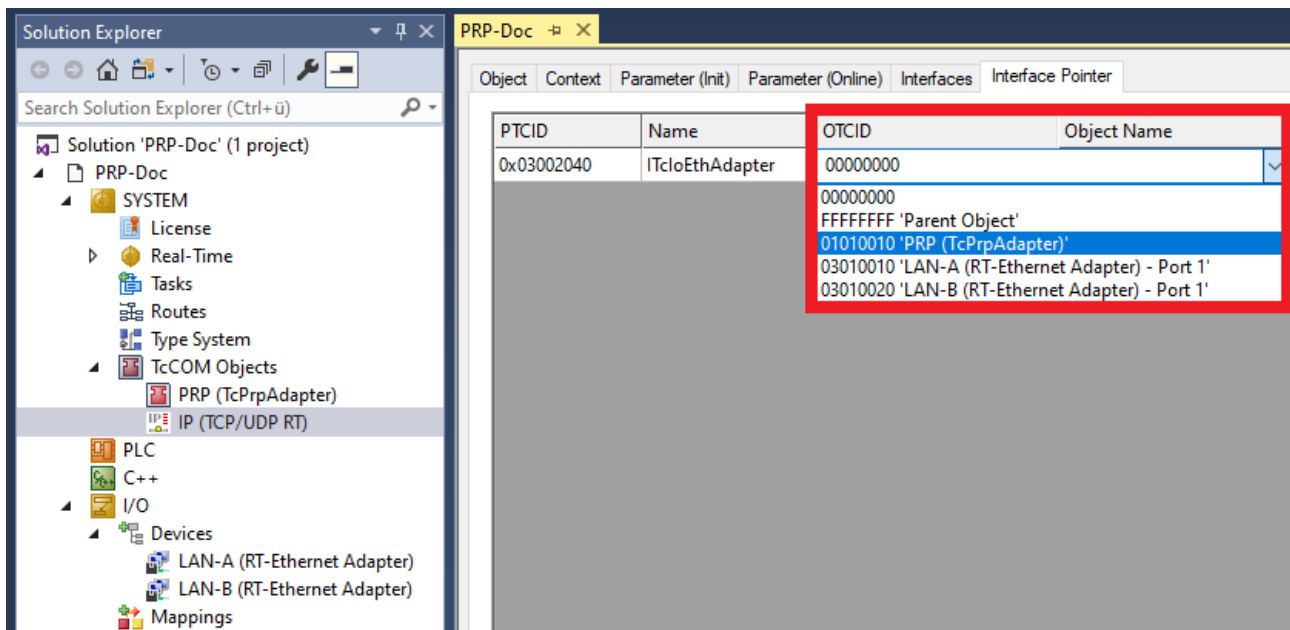 Solution Explorer
Search Solution Explorer (Ctrl+ü)
Solution 'PRP-Doc' (1 project)
PRP-Doc
SYSTEM
License
Real-Time
Tasks
Routes
Type System
TcCOM Objects
PRP (TcPrpAdapter)
IP (TCP/UDP RT)
PLC
C++
I/O
Devices
LAN-A (RT-Ethernet Adapter)
LAN-B (RT-Ethernet Adapter)
Mappings
PRP-Doc
Object Context Parameter (Init) Parameter (Online) Interfaces Interface Pointer
PTCID Name OTCID Object Name
0x03002040 ITcIoEthAdapter 00000000
00000000
FFFFFFFF 'Parent Object'
01010010 'PRP (TcPrpAdapter)'
03010010 'LAN-A (RT-Ethernet Adapter) - Port 1'
03010020 'LAN-B (RT-Ethernet Adapter) - Port 1'